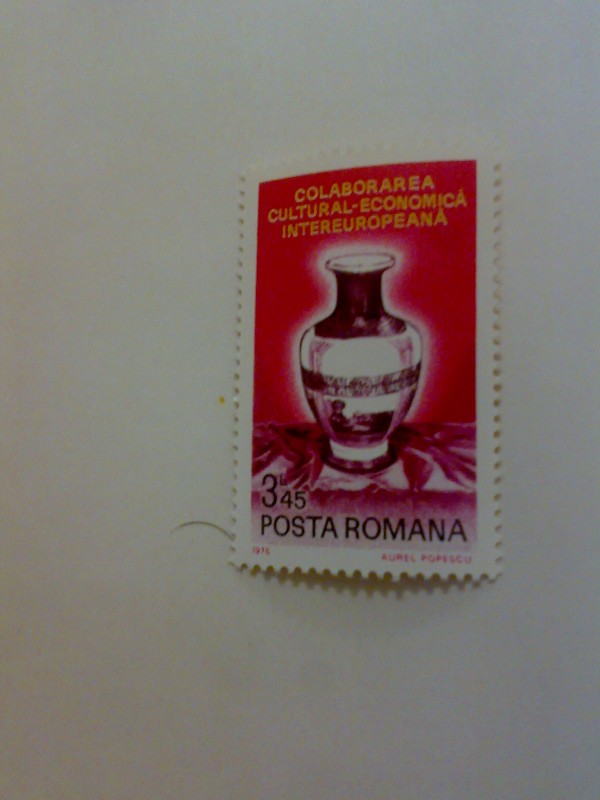 COLABORAREA
CULTURAL-ECONOMICĂ
INTEREUROPEANĂ
3L45
POSTA ROMANA
1976 AUREL POPESCU